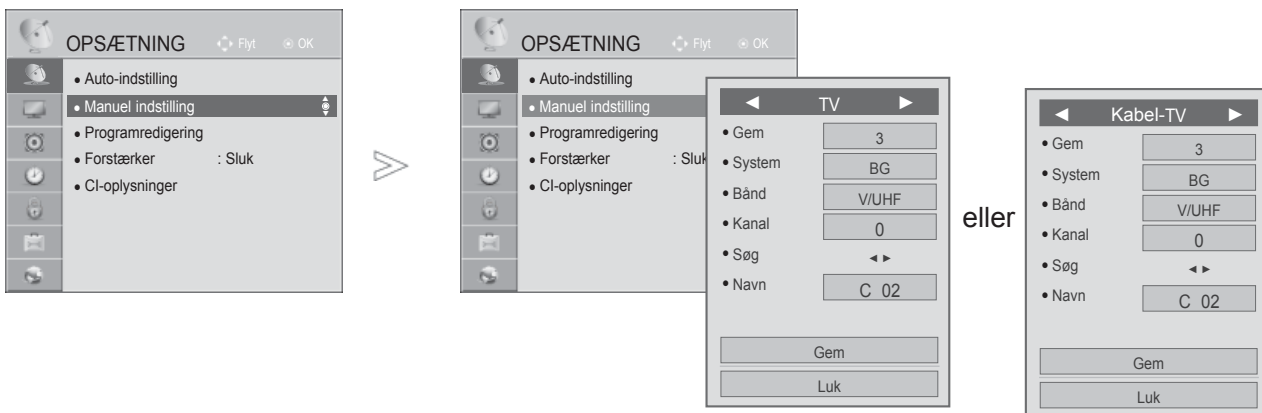 OPSÆTNING Flyt OK
• Auto-indstilling
• Manuel indstilling
• Programredigering
• Forstærker : Sluk
• CI-oplysninger
OPSÆTNING Flyt OK
• Auto-indstilling
• Manuel indstilling
• Programredigering
• Forstærker : Sluk
• CI-oplysninger
◄ TV ►
• Gem 3
• System BG
• Bånd V/UHF
• Kanal 0
• Søg ◄ ►
• Navn C 02
Gem
Luk
eller
◄ Kabel-TV ►
• Gem 3
• System BG
• Bånd V/UHF
• Kanal 0
• Søg ◄ ►
• Navn C 02
Gem
Luk